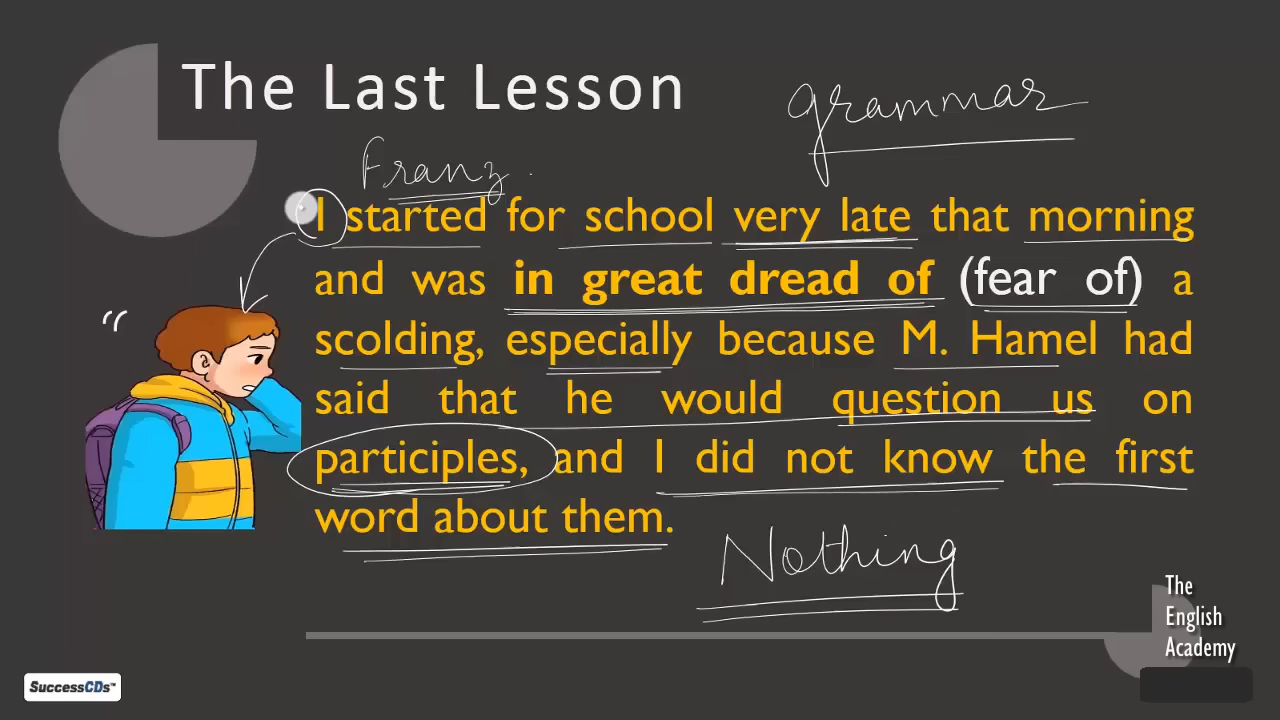 The Last Lesson
grammar
Franz.
I started for school very late that morning
and was in great dread of (fear of) a
scolding, especially because M. Hamel had
said that he would question us on
participles, and I did not know the first
word about them.
Nothing
The
English
Academy
SuccessCDs™